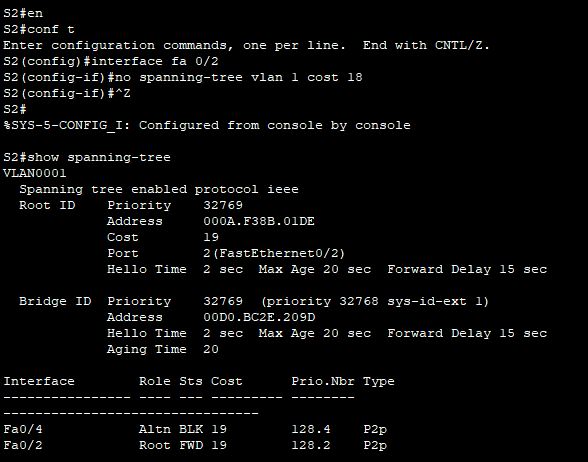 S2#en
S2#conf t
Enter configuration commands, one per line.  End with CNTL/Z.
S2(config)#interface fa 0/2
S2(config-if)#no spanning-tree vlan 1 cost 18
S2(config-if)#^Z
S2#
%SYS-5-CONFIG_I: Configured from console by console
S2#show spanning-tree
VLAN0001
  Spanning tree enabled protocol ieee
  Root ID    Priority    32769
             Address     000A.F38B.01DE
             Cost        19
             Port        2(FastEthernet0/2)
             Hello Time  2 sec  Max Age 20 sec  Forward Delay 15 sec
  Bridge ID  Priority    32769  (priority 32768 sys-id-ext 1)
             Address     00D0.BC2E.209D
             Hello Time  2 sec  Max Age 20 sec  Forward Delay 15 sec
             Aging Time  20
Interface        Role Sts Cost      Prio.Nbr Type
---------------- ---- --- --------- --------
--------------------------------
Fa0/4            Altn BLK 19        128.4    P2p
Fa0/2            Root FWD 19        128.2    P2p